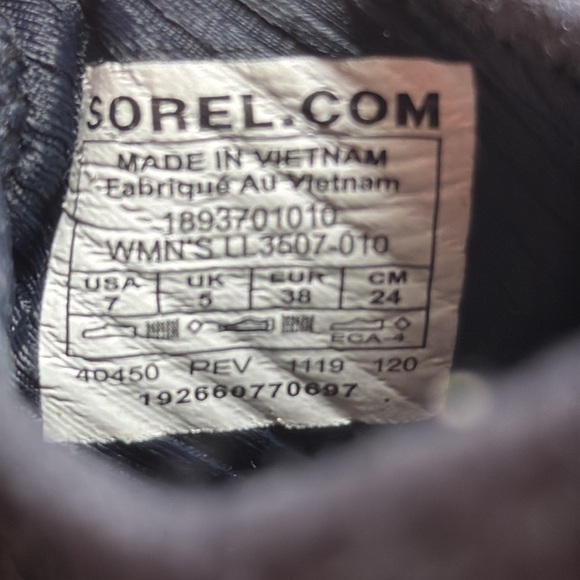 SOREL.COM
MADE IN VIETNAM
Fabriqué Au Vietnam
1893701010
WMN'S LL3507-010
USA UK EUR CM
7 5 38 24
ECA-4
40450 REV 1119 120
192660770697